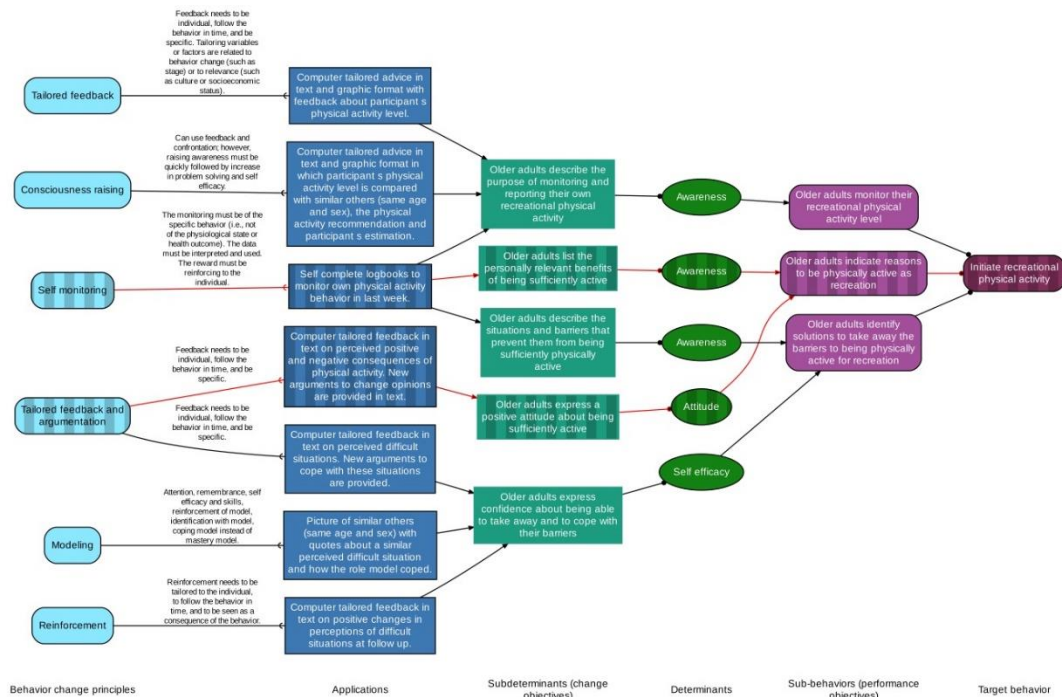 Feedback needs to be
individual, follow the
behavior in time, and be
specific. Tailoring variables
or factors are related to
behavior change (such as
stage) or to relevance (such
as culture or socioeconomic
status).
Tailored feedback
Computer tailored advice in
text and graphic format with
feedback about participant s
physical activity level.
Can use feedback and
confrontation; however,
raising awareness must be
quickly followed by increase
in problem solving and self
efficacy.
Consciousness raising
Computer tailored advice in
text and graphic format in
which participant s physical
activity level is compared
with similar others (same age
and sex), the physical
activity recommendation and
participant s estimation.
Older adults describe the
purpose of monitoring and
reporting their own
recreational physical
activity
Awareness
Older adults monitor their
recreational physical
activity level
The monitoring must be of the
specific behavior (i.e., not
of the physiological state or
health outcome). The data
must be interpreted and used.
The reward must be
reinforcing to the
individual.
Self monitoring
Self complete logbooks to
monitor own physical activity
behavior in last week.
Older adults list the
personally relevant benefits
of being sufficiently active
Awareness
Older adults indicate reasons
to be physically active as
recreation
Initiate recreational
physical activity
Older adults describe the
situations and barriers that
prevent them from being
sufficiently physically
active
Awareness
Older adults identify
solutions to take away the
barriers to being physically
active for recreation
Feedback needs to be
individual, follow the
behavior in time, and be
specific.
Computer tailored feedback in
text on perceived positive
and negative consequences of
physical activity. New
arguments to change opinions
are provided in text.
Tailored feedback and
argumentation
Older adults express a
positive attitude about being
sufficiently active
Attitude
Feedback needs to be
individual, follow the
behavior in time, and be
specific.
Computer tailored feedback in
text on perceived difficult
situations. New arguments to
cope with these situations
are provided.
Self efficacy
Older adults express
confidence about being able
to take away and to cope with
their barriers
Attention, remembrance, self
efficacy and skills,
reinforcement of model,
identification with model,
coping model instead of
mastery model.
Modeling
Picture of similar others
(same age and sex) with
quotes about a similar
perceived difficult situation
and how the role model coped.
Reinforcement needs to be
tailored to the individual,
to follow the behavior in
time, and to be seen as a
consequence of the behavior.
Reinforcement
Computer tailored feedback in
text on positive changes in
perceptions of difficult
situations at follow up.
Behavior change principles
Applications
Subdeterminants (change
objectives)
Determinants
Sub-behaviors (performance
objectives)
Target behavior